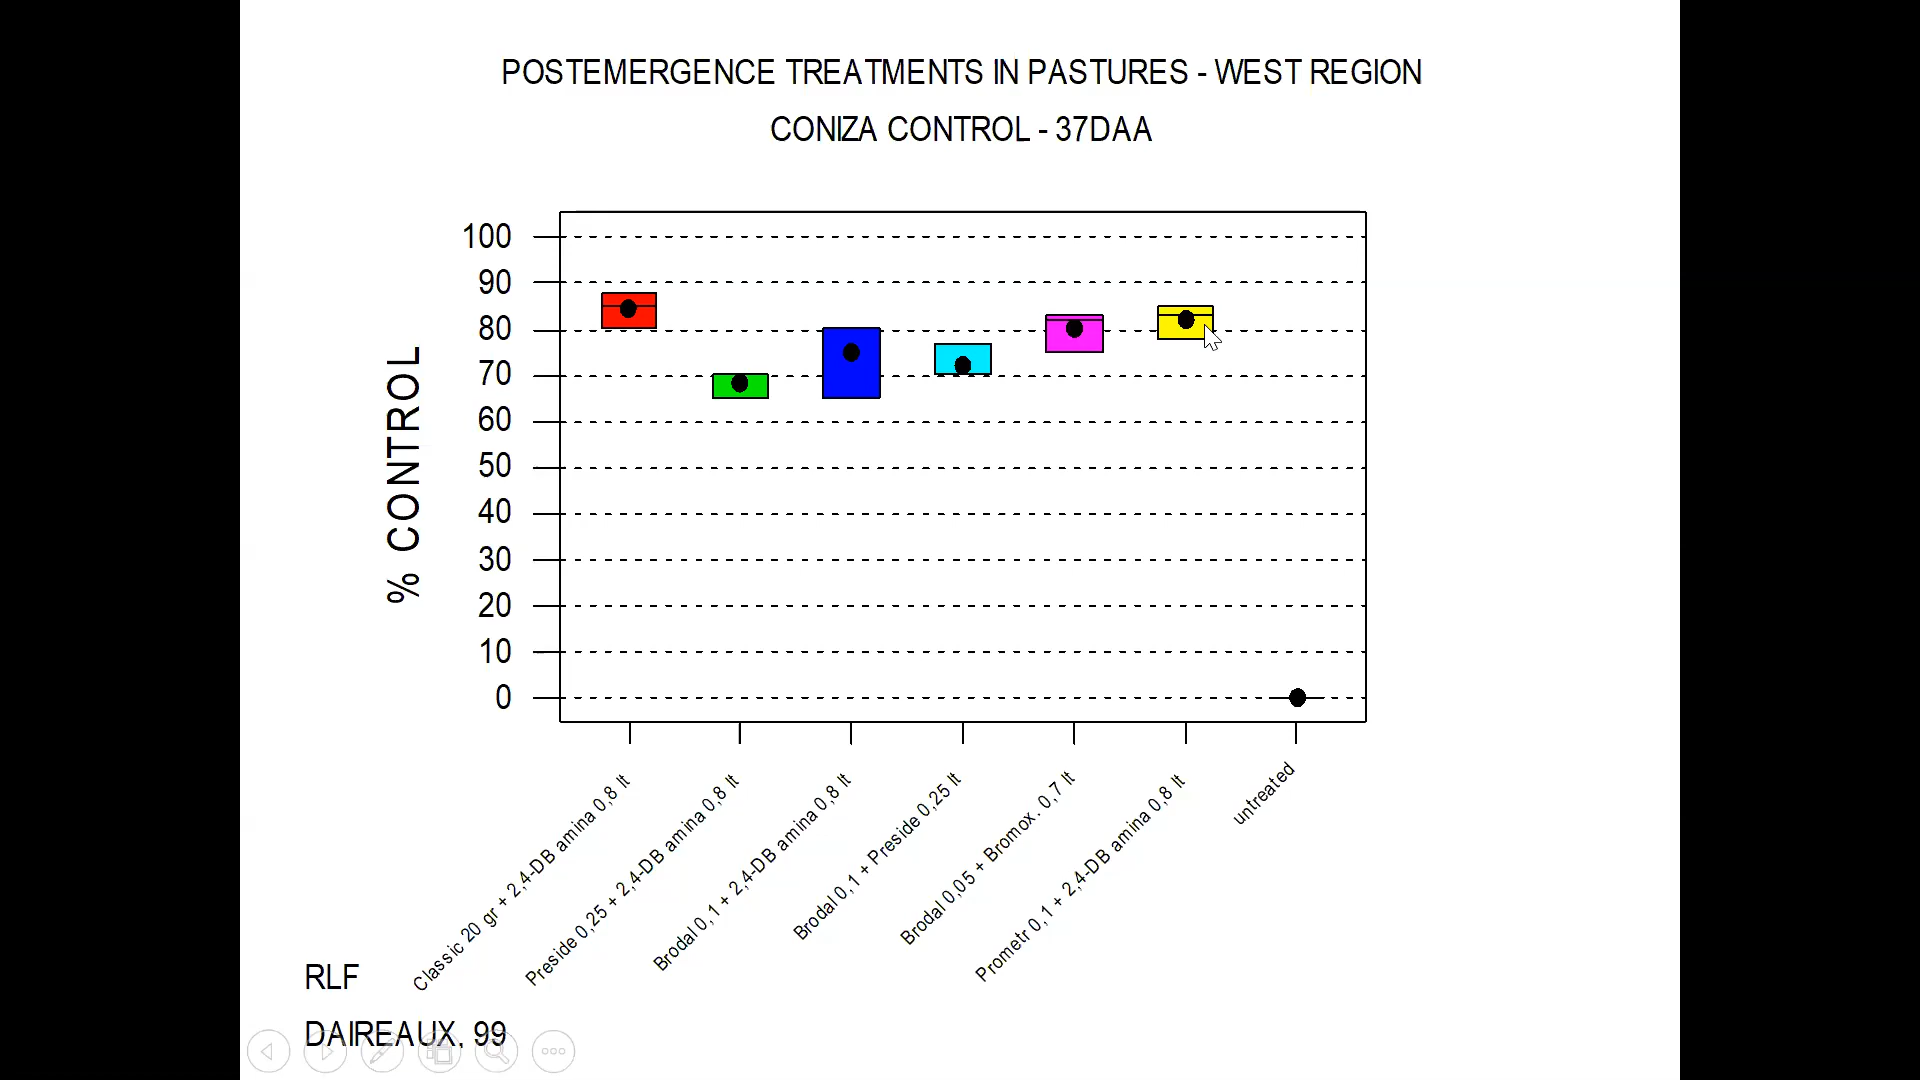 POSTEMERGENCE TREATMENTS IN PASTURES - WEST REGION
CONIZA CONTROL - 37DAA
% CONTROL
100
90
80
70
60
50
40
30
20
10
0
Classic 20 gr + 2,4-DB amina 0,8 lt
Preside 0,25 + 2,4-DB amina 0,8 lt
Brodal 0,1 + 2,4-DB amina 0,8 lt
Brodal 0,1 + Preside 0,25 lt
Brodal 0,05 + Bromox. 0,7 lt
Prometr 0,1 + 2,4-DB amina 0,8 lt
untreated
RLF
DAIREAUX, 99